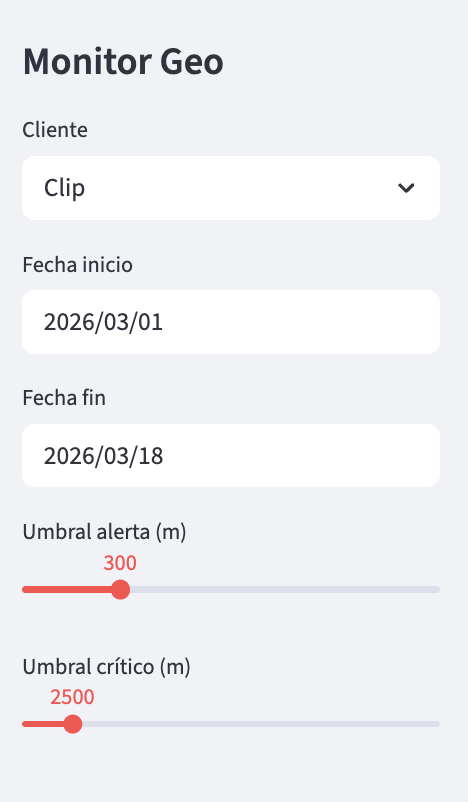 Monitor Geo
Cliente
Clip
Fecha inicio
2026/03/01
Fecha fin
2026/03/18
Umbral alerta (m)
300
Umbral crítico (m)
2500